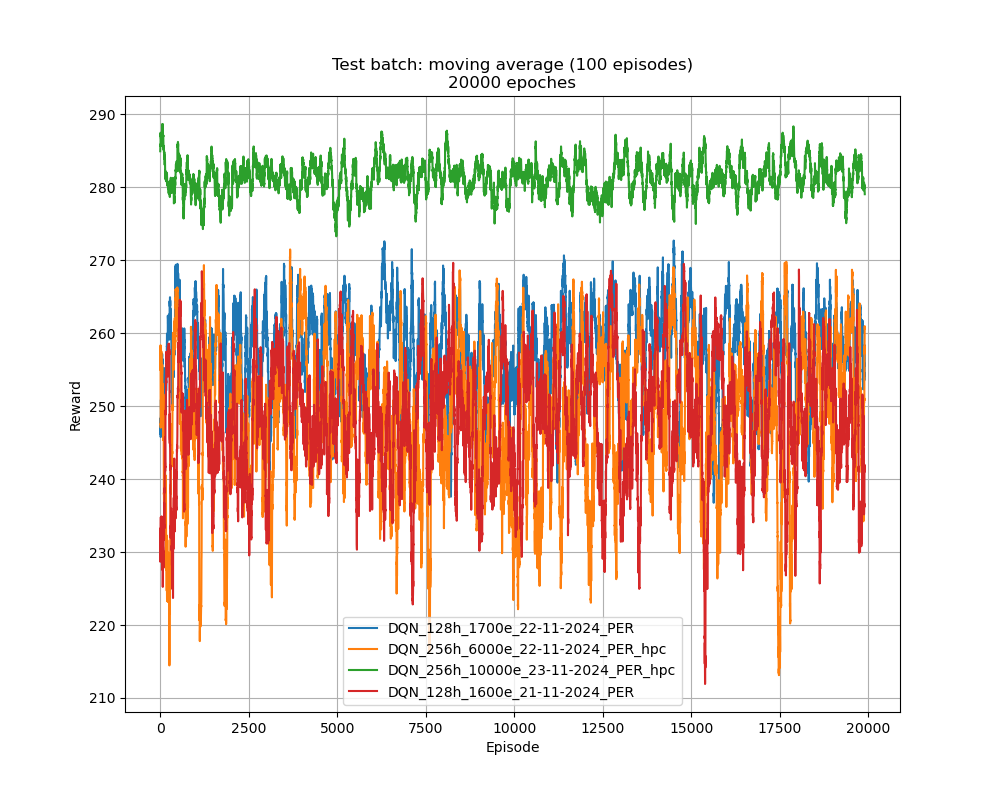 Test batch: moving average (100 episodes)
20000 epoches
Reward
290
280
270
260
250
240
230
220
210
DQN_128h_1700e_22-11-2024_PER
DQN_256h_6000e_22-11-2024_PER_hpc
DQN_256h_10000e_23-11-2024_PER_hpc
DQN_128h_1600e_21-11-2024_PER
0 2500 5000 7500 10000 12500 15000 17500 20000
Episode